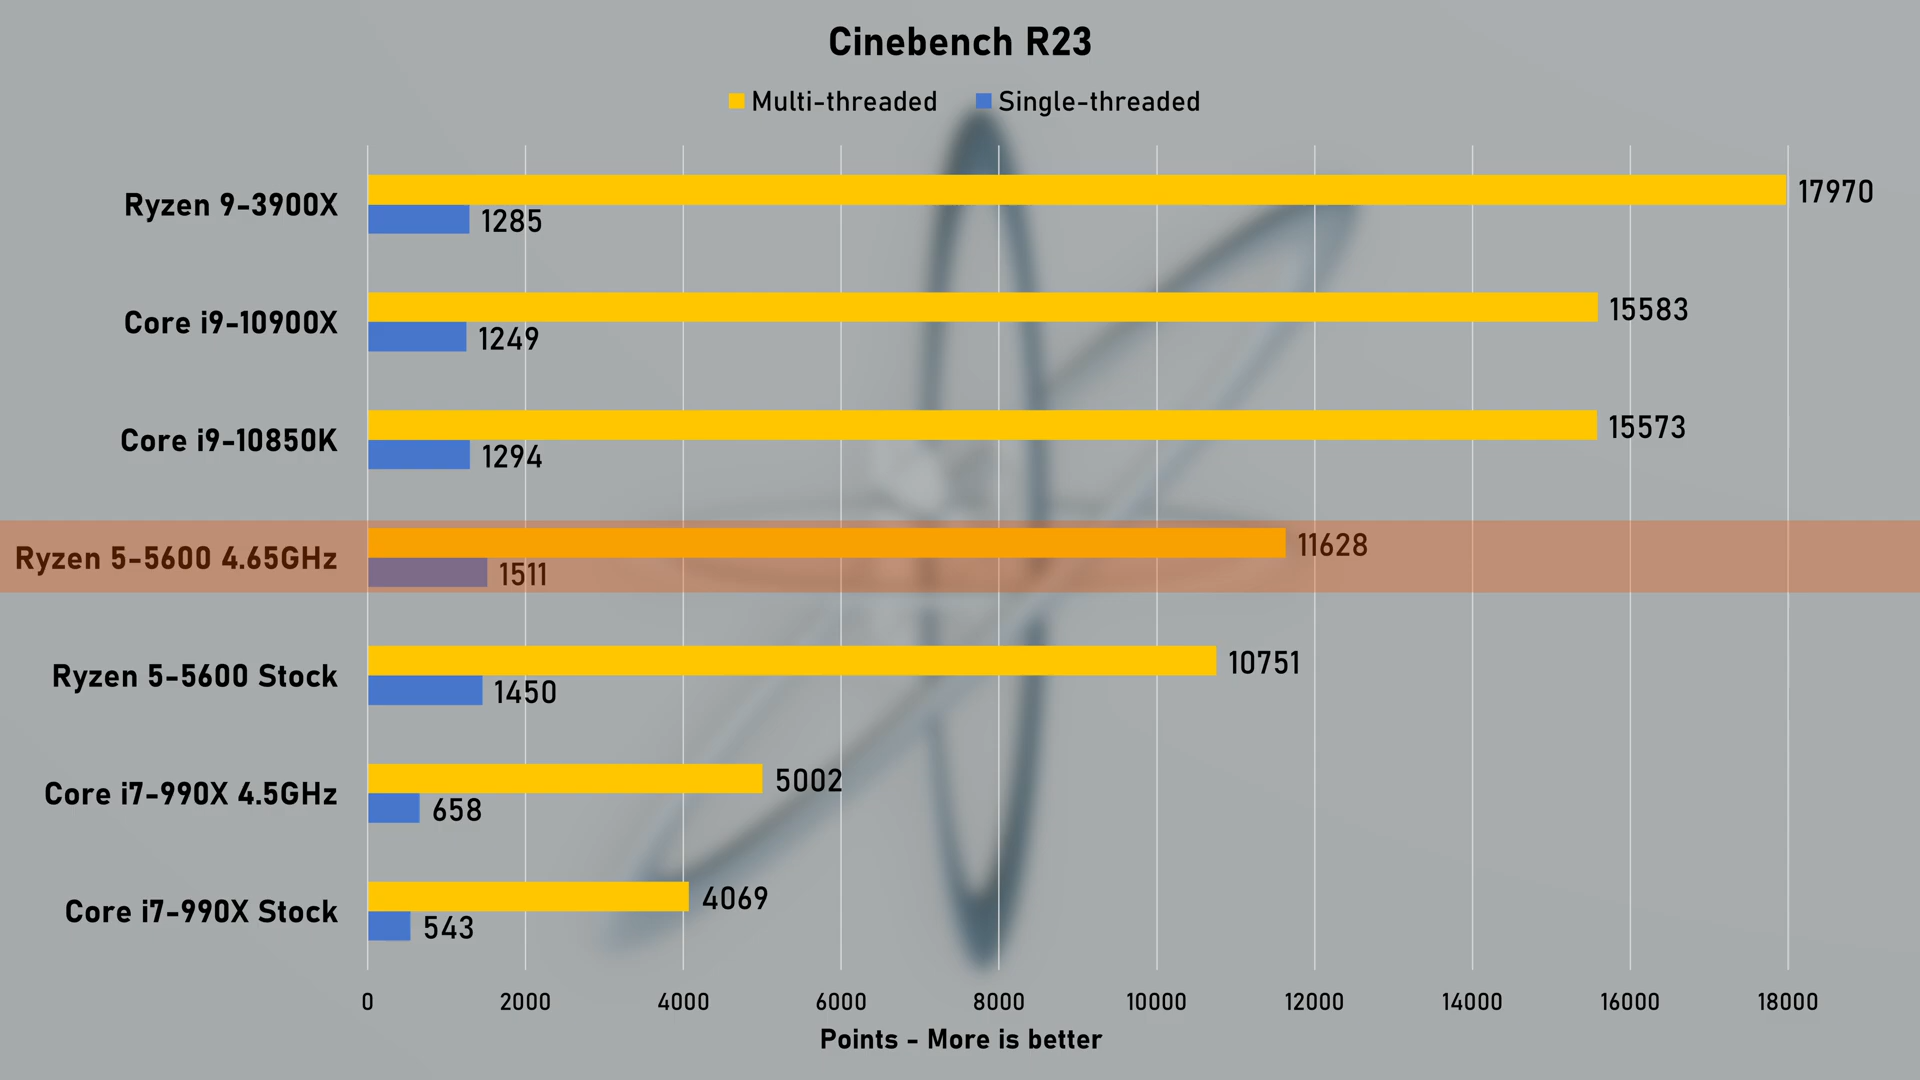 Cinebench R23
Multi-threaded Single-threaded
Ryzen 9-3900X
17970
1285
Core i9-10900X
15583
1249
Core i9-10850K
15573
1294
Ryzen 5-5600 4.65GHz
11628
1511
Ryzen 5-5600 Stock
10751
1450
Core i7-990X 4.5GHz
5002
658
Core i7-990X Stock
4069
543
0 2000 4000 6000 8000 10000 12000 14000 16000 18000
Points - More is better